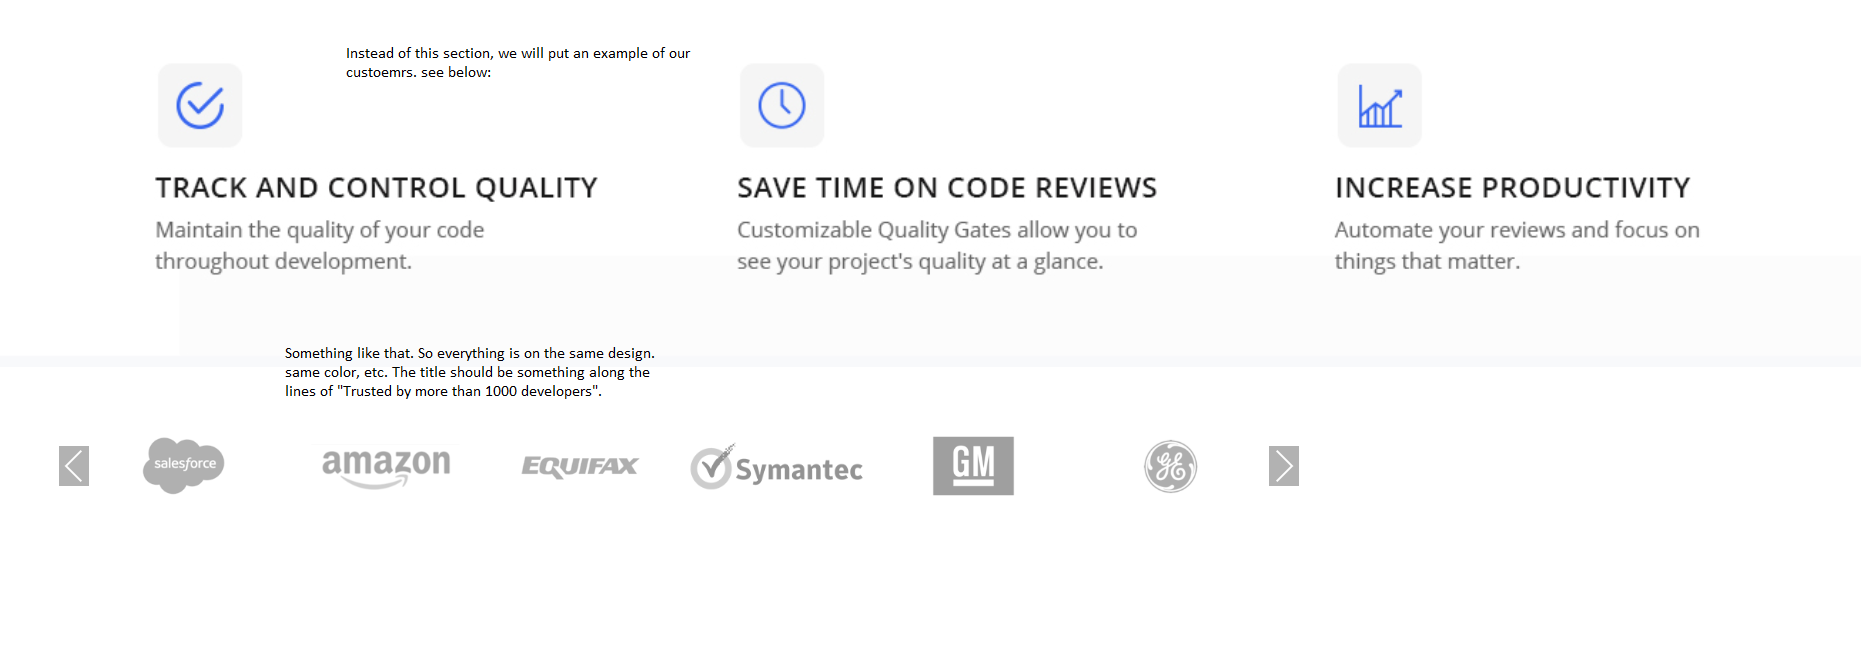 Instead of this section, we will put an example of our
custoemrs. see below:
TRACK AND CONTROL QUALITY
Maintain the quality of your code
throughout development.
SAVE TIME ON CODE REVIEWS
Customizable Quality Gates allow you to
see your project's quality at a glance.
INCREASE PRODUCTIVITY
Automate your reviews and focus on
things that matter.
Something like that. So everything is on the same design.
same color, etc. The title should be something along the
lines of "Trusted by more than 1000 developers".
salesforce
amazon
EQUIFAX
Symantec
GM
GE